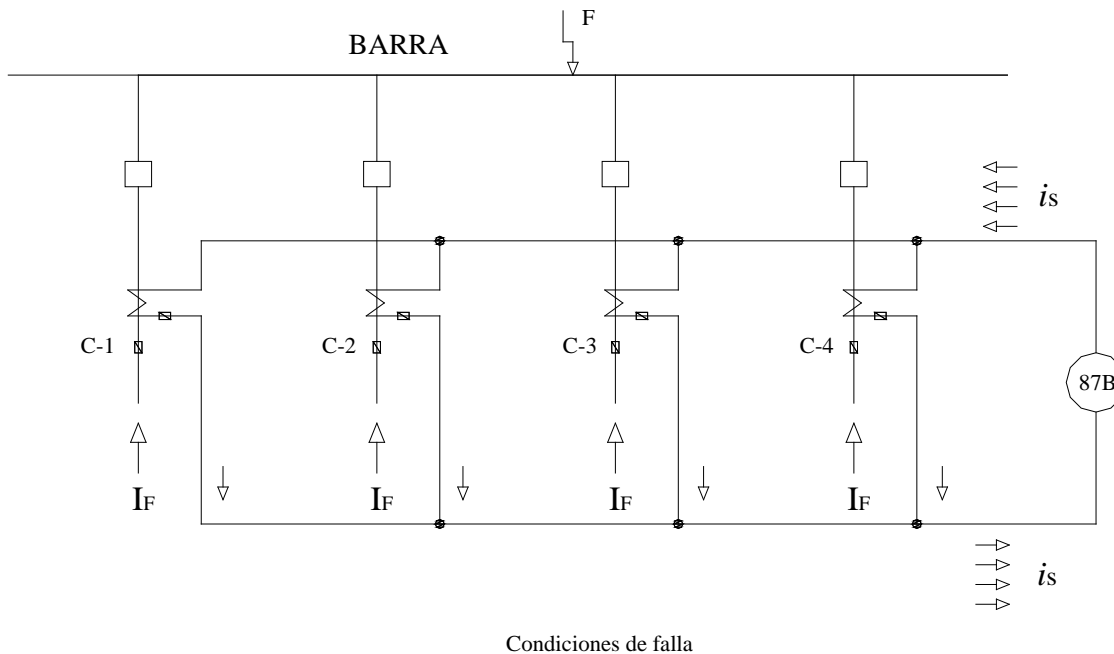 F
BARRA
is
C-1
C-2
C-3
C-4
87B
IF
IF
IF
IF
is
Condiciones de falla